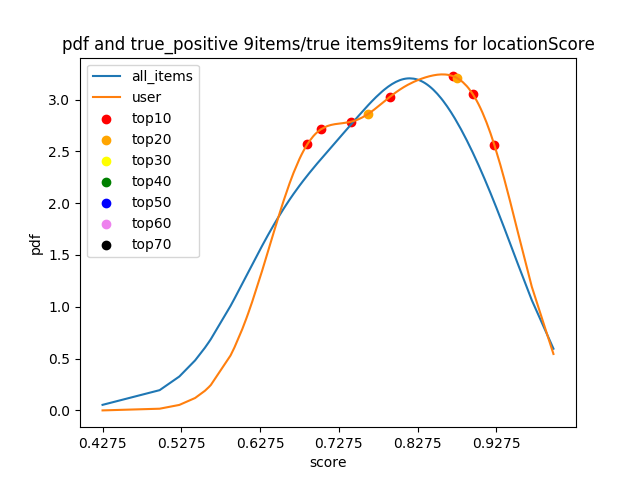 pdf and true_positive 9items/true items9items for locationScore
all_items
user
top10
top20
top30
top40
top50
top60
top70
3.0
2.5
2.0
1.5
1.0
0.5
0.0
pdf
0.4275 0.5275 0.6275 0.7275 0.8275 0.9275
score